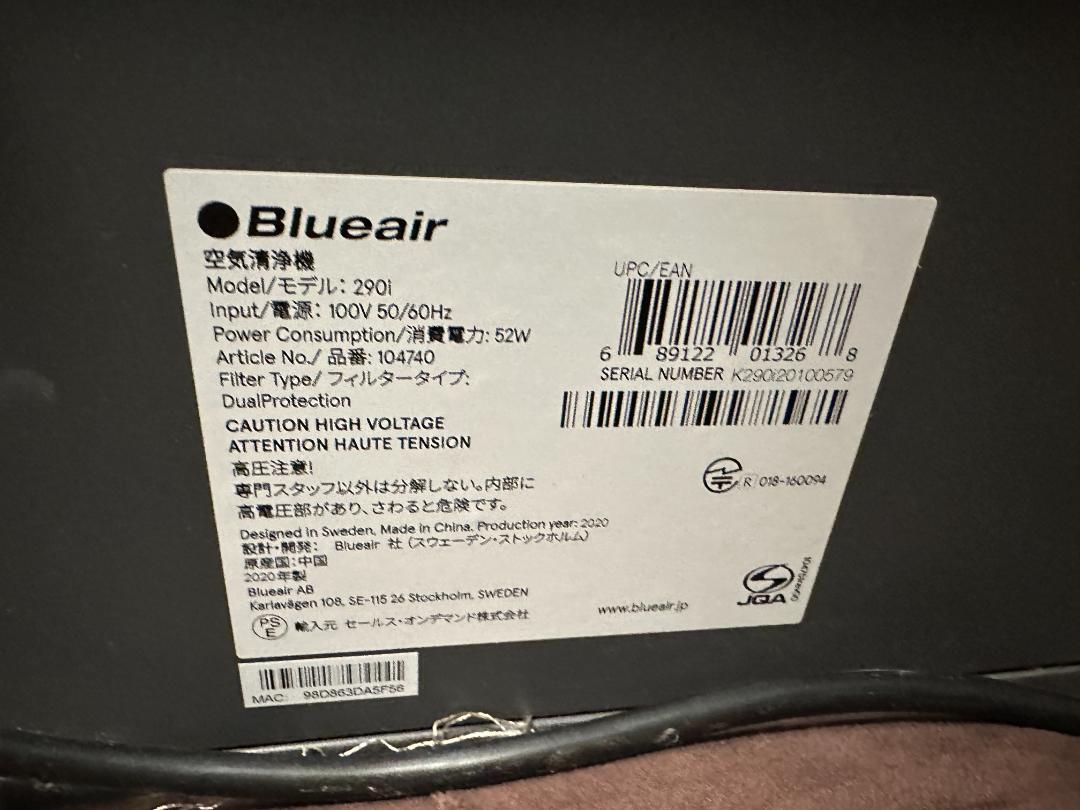 Blueair
空気清浄機
Model/モデル: 290i
Input/電源: 100V 50/60Hz
Power Consumption/消費電力: 52W
Article No./ 品番: 104740
Filter Type/ フィルタータイプ:
DualProtection
CAUTION HIGH VOLTAGE
ATTENTION HAUTE TENSION
高圧注意!
専門スタッフ以外は分解しない。内部に
高電圧部があり、さわると危険です。
Designed in Sweden, Made in China. Production year: 2020
設計・開発: Blueair 社 (スウェーデン・ストックホルム)
原産国:中国
2020年製
Blueair AB
Karlavägen 108, SE-115 26 Stockholm, SWEDEN
PS
E
輸入元 セールス・オンデマンド株式会社
UPC/EAN
6 89122 01326 8
SERIAL NUMBER K290i20100579
R 018-160094
JQA
www.blueair.jp
MAC: 98D863DA5F56